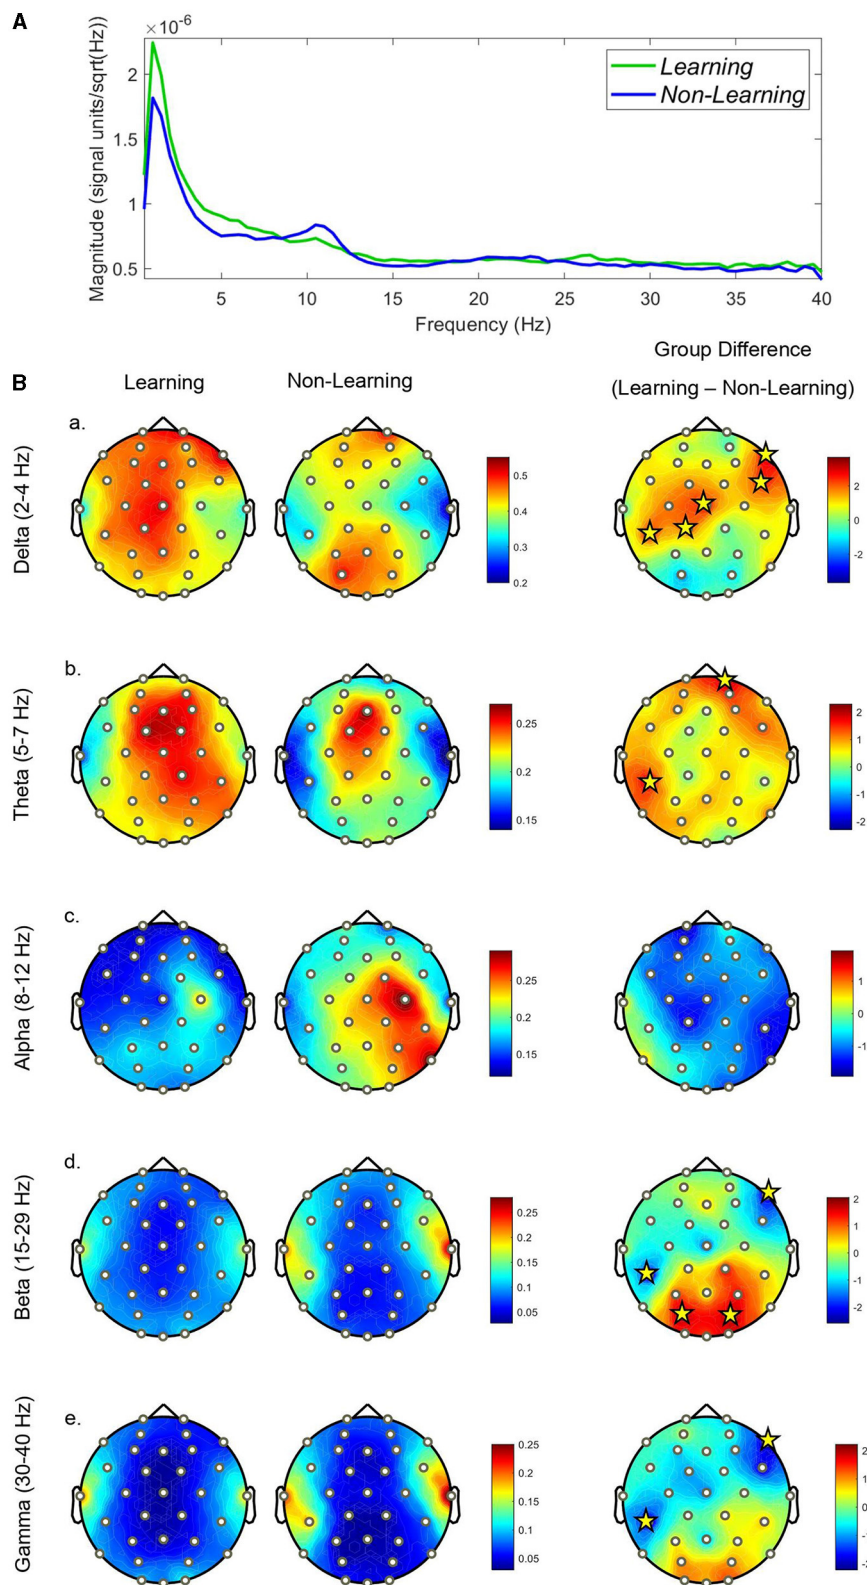 A
×10⁻⁶
Magnitude (signal units/sqrt(Hz))
2
1.5
1
0.5
Learning
Non-Learning
5
10
15
20
25
30
35
40
Frequency (Hz)
B
Learning
Non-Learning
Group Difference
(Learning – Non-Learning)
a.
Delta (2-4 Hz)
0.5
0.4
0.3
0.2
2
0
-2
b.
Theta (5-7 Hz)
0.25
0.2
0.15
2
1
0
-1
-2
c.
Alpha (8-12 Hz)
0.25
0.2
0.15
1
0
-1
d.
Beta (15-29 Hz)
0.25
0.2
0.15
0.1
0.05
2
1
0
-1
-2
e.
Gamma (30-40 Hz)
0.25
0.2
0.15
0.1
0.05
2
1
0
-1
-2